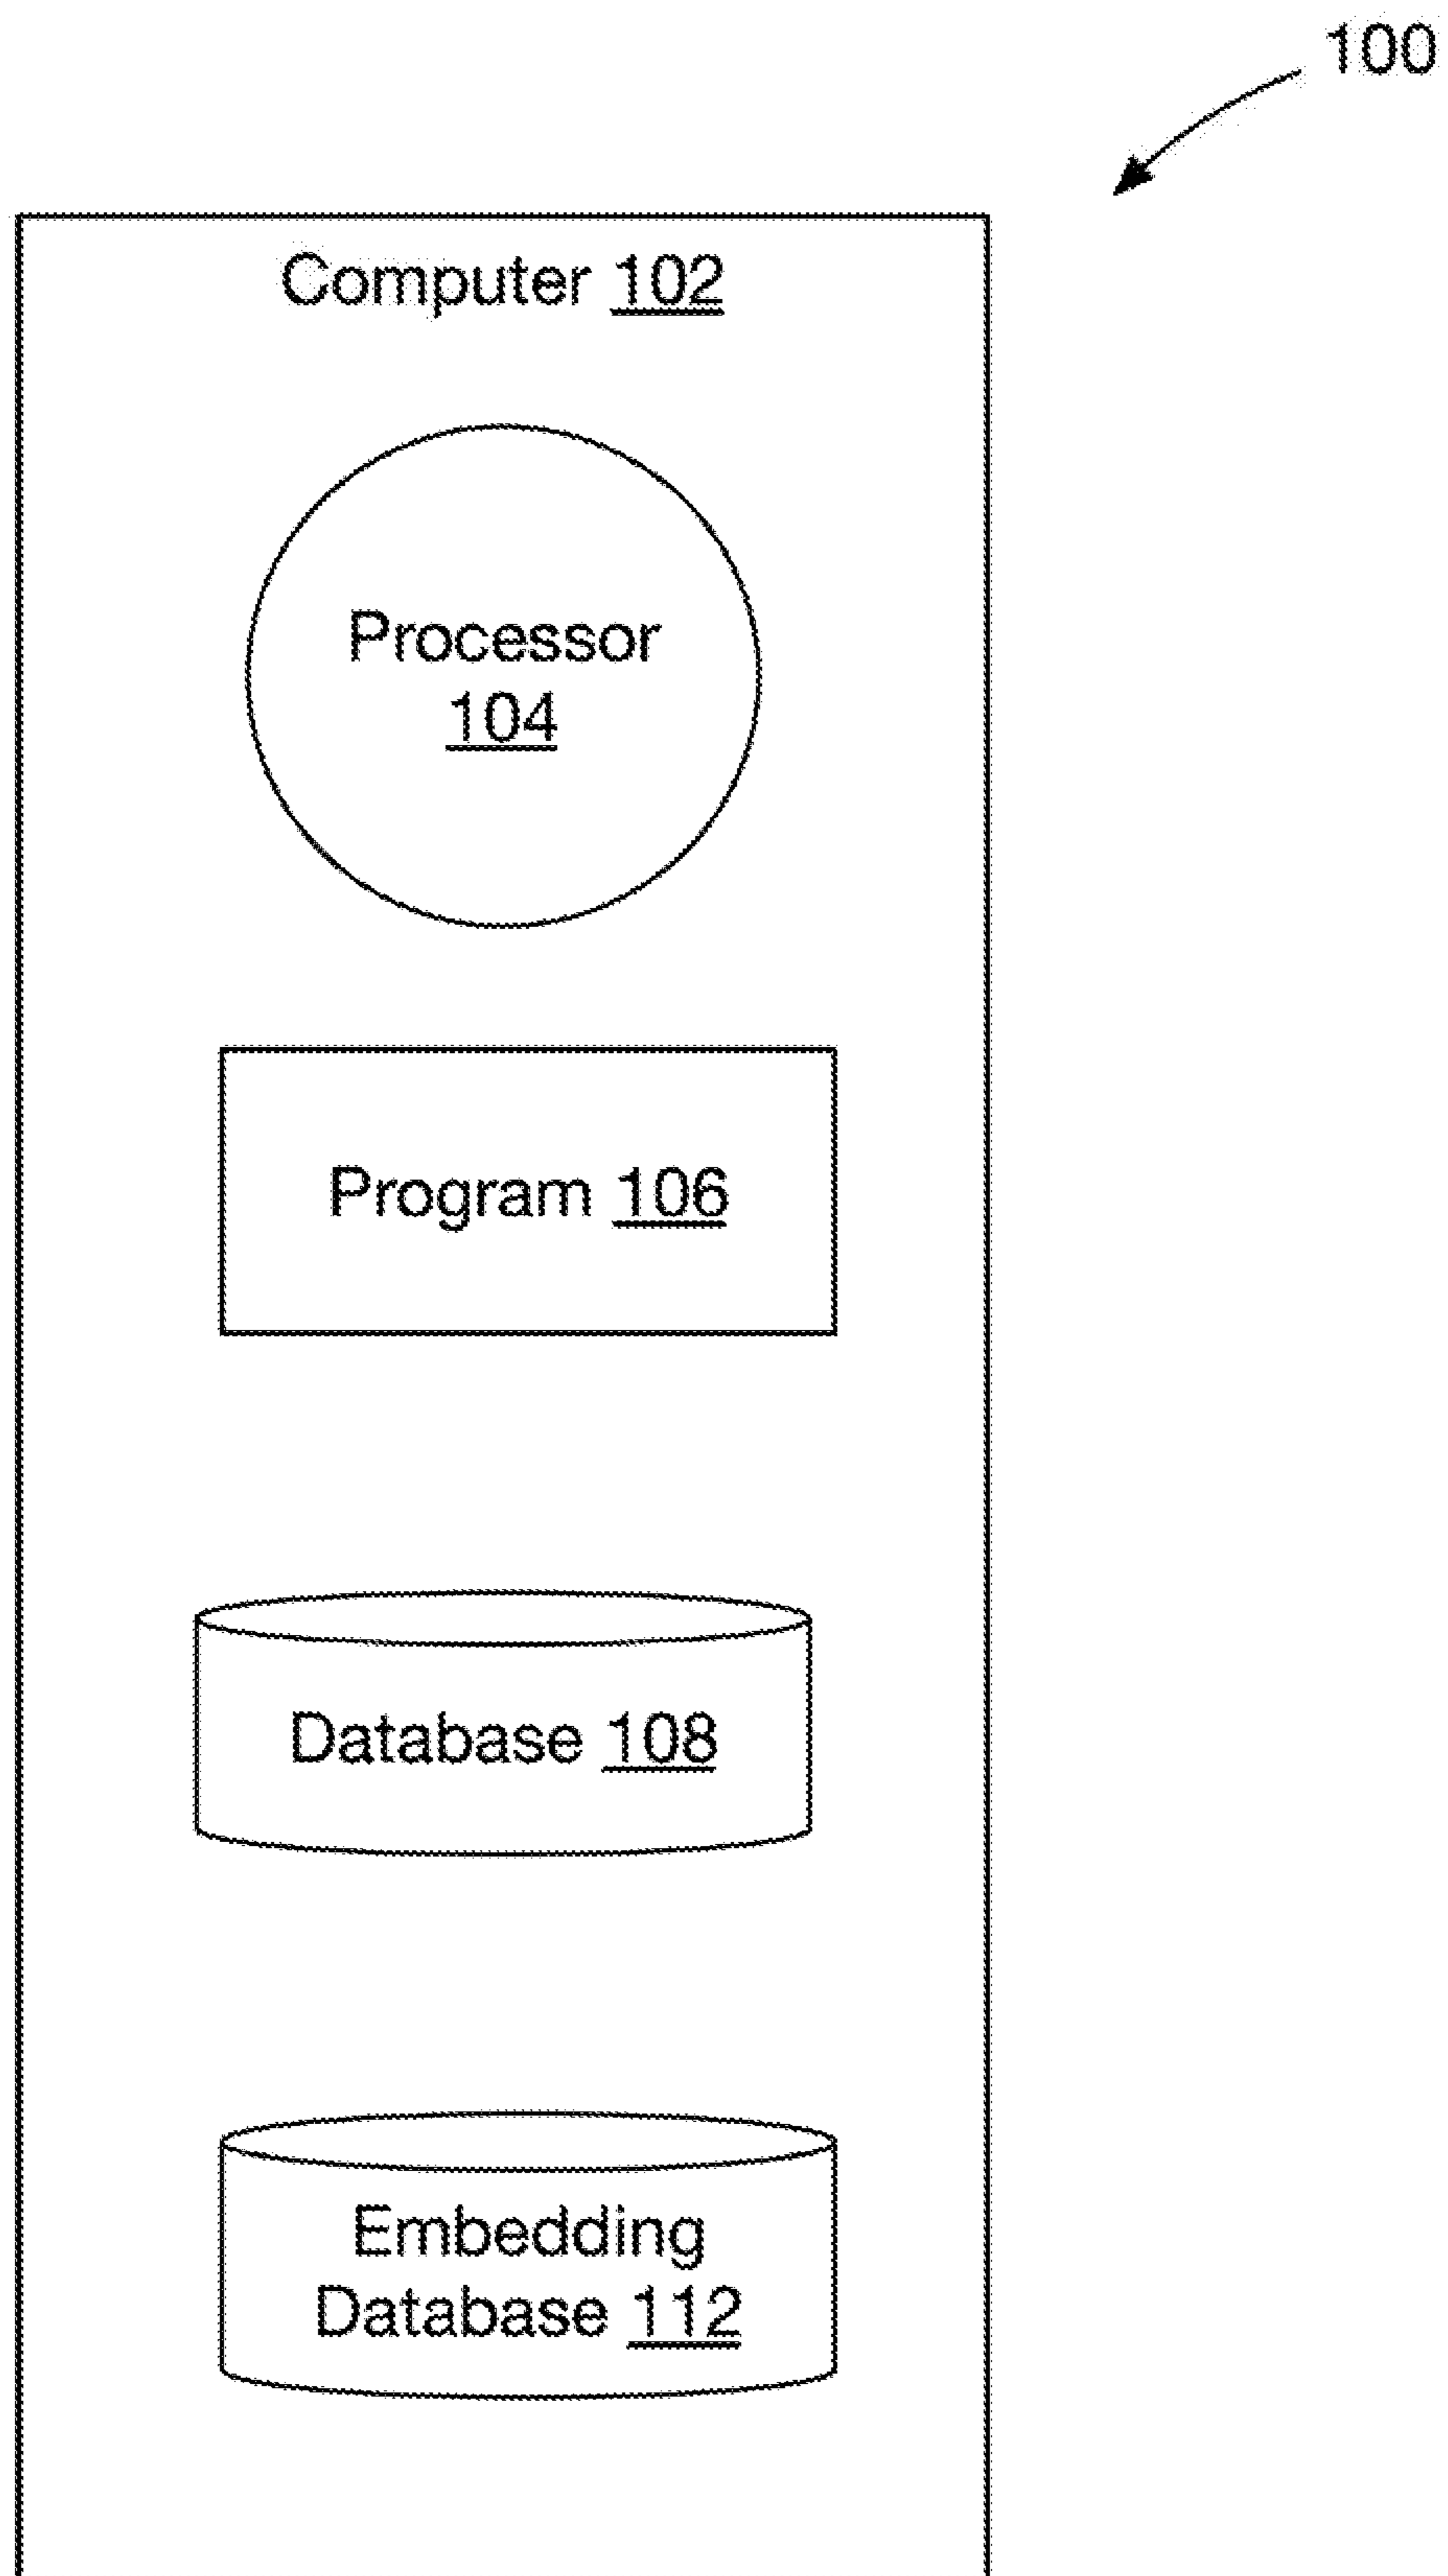 100
Computer 102
Processor
104
Program 106
Database 108
Embedding
Database 112